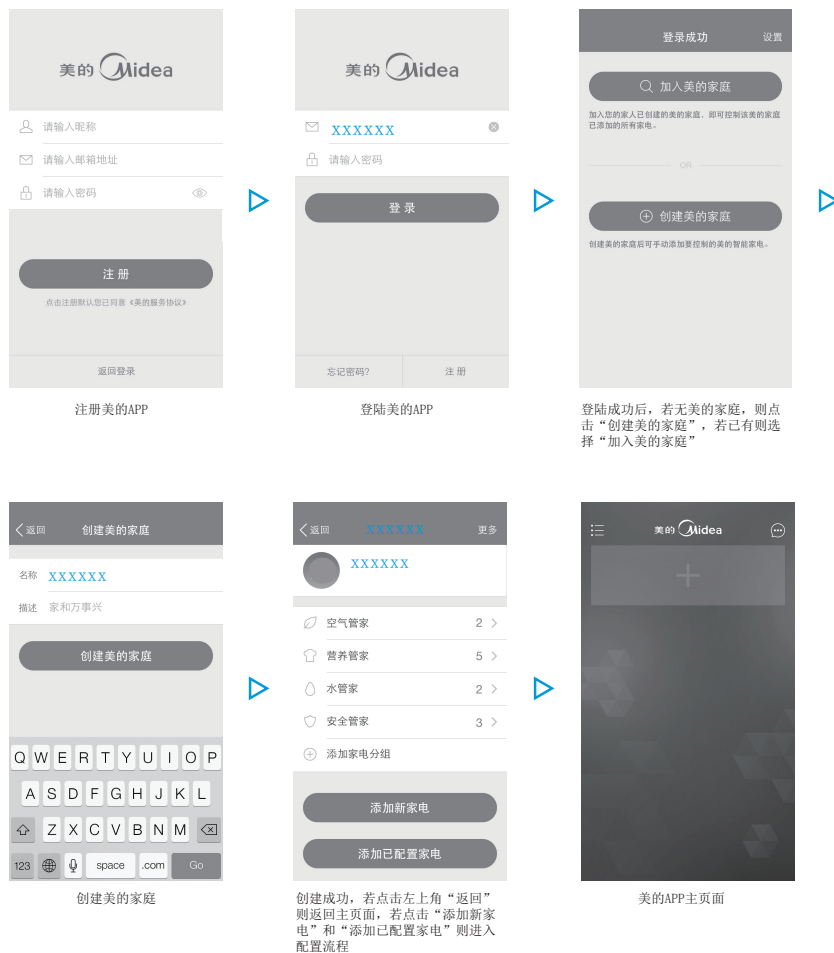 美的 Midea
请输入昵称
请输入邮箱地址
请输入密码
注 册
点击注册默认您已同意《美的服务协议》
返回登录
注册美的APP
美的 Midea
XXXXXX
请输入密码
登 录
忘记密码?
注 册
登陆美的APP
登录成功
设置
加入美的家庭
加入您的家人已创建的美的家庭，即可控制该美的家庭
已添加的所有家电。
OR
创建美的家庭
创建美的家庭后可手动添加要控制的美的智能家电。
登陆成功后，若无美的家庭，则点
击“创建美的家庭”，若已有则选
择“加入美的家庭”
返回 创建美的家庭
名称 XXXXXX
描述 家和万事兴
创建美的家庭
Q W E R T Y U I O P
A S D F G H J K L
Z X C V B N M
123 space .com Go
创建美的家庭
返回 XXXXXX 更多
XXXXXX
空气管家 2
营养管家 5
水管家 2
安全管家 3
添加家电分组
添加新家电
添加已配置家电
创建成功，若点击左上角“返回”
则返回主页面，若点击“添加新家
电”和“添加已配置家电”则进入
配置流程
美的 Midea
美的APP主页面